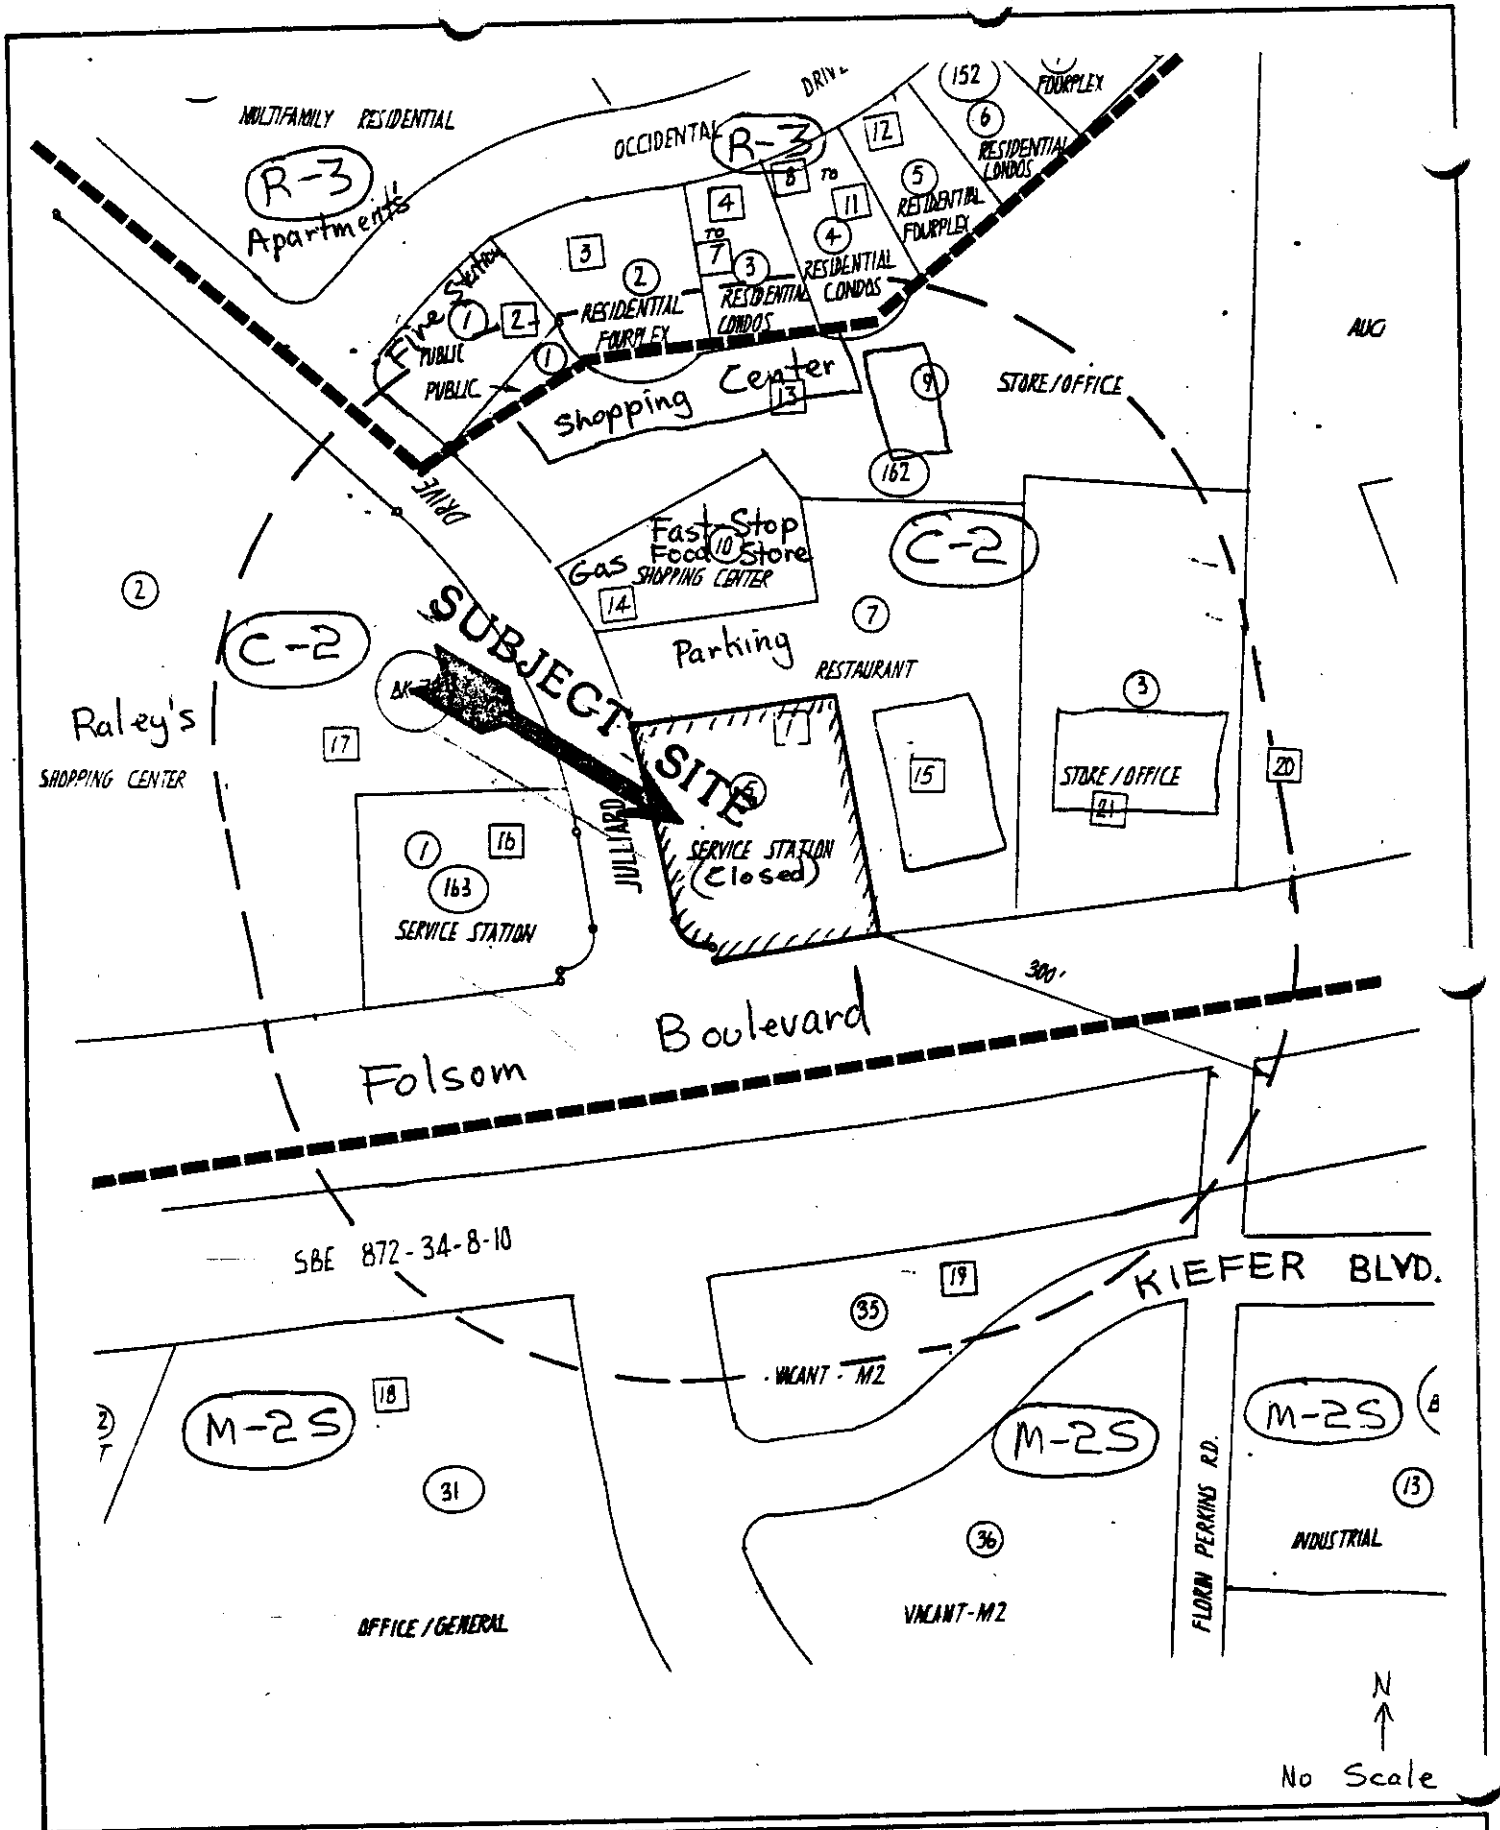 152
FOURPLEX
DRIVE
MULTIFAMILY RESIDENTIAL
OCCIDENTAL
R-3
12
6
RESIDENTIAL
CONDOS
R-3
Apartments
8 TO 11
5
RESIDENTIAL
FOURPLEX
4
TO
7
3
4
RESIDENTIAL
CONDOS
3
2
RESIDENTIAL
FOURPLEX
RESIDENTIAL
CONDOS
Fire Station
1
2
PUBLIC
1
PUBLIC
AUC
Shopping Center
13
9
STORE/OFFICE
162
DRIVE
Fast-Stop
Food Store
10
Gas
SHOPPING CENTER
14
C-2
2
7
C-2
Parking
RESTAURANT
SUBJECT SITE
Raley's
SHOPPING CENTER
17
1
3
STORE/OFFICE
21
20
15
JULLIARD
SERVICE STATION
(Closed)
1
16
163
SERVICE STATION
300'
Folsom Boulevard
SBE 872-34-8-10
19
35
KIEFER BLVD.
VACANT - M2
18
M-2S
M-2S
M-2S
2
T
31
13
36
FLORIN PERKINS RD.
INDUSTRIAL
OFFICE/GENERAL
VACANT-M2
N
No Scale